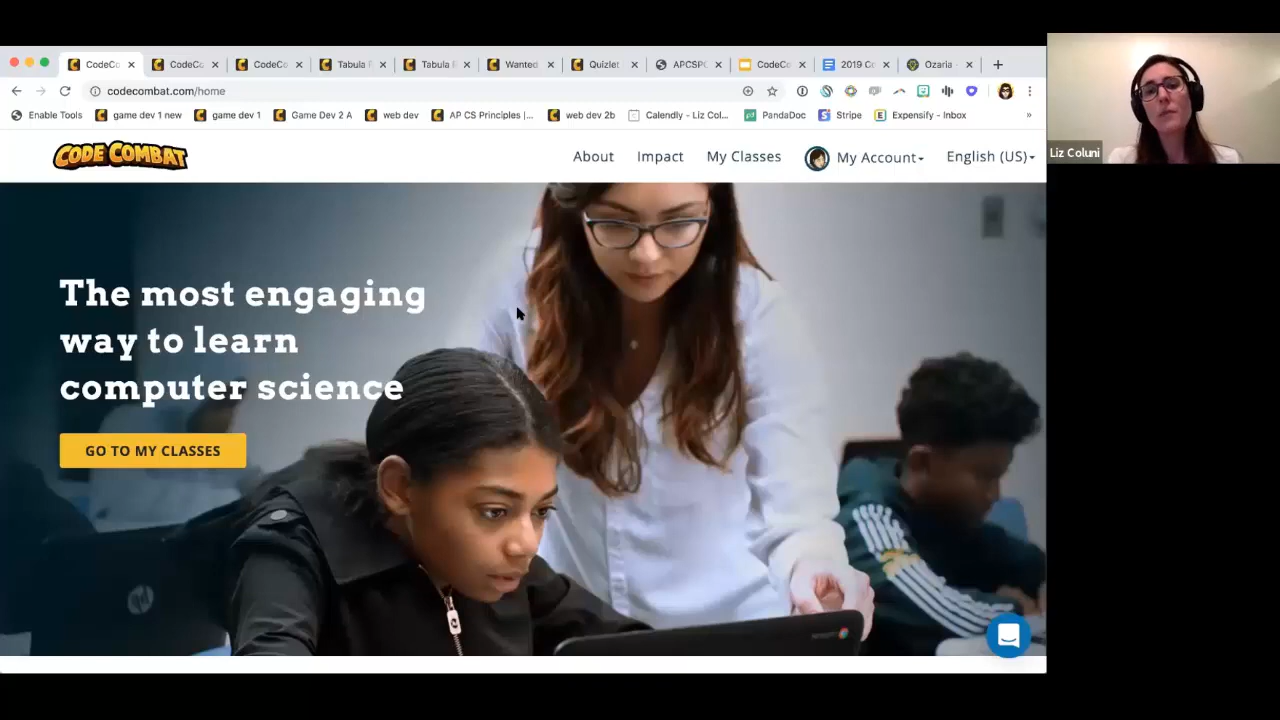 CodeCo
CodeCo
CodeCo
Tabula R
Tabula R
Wanted
Quizlet
APCSPC
CodeCo
2019 Co
Ozaria -
codecombat.com/home
Enable Tools
game dev 1 new
game dev 1
Game Dev 2 A
web dev
AP CS Principles |...
web dev 2b
Calendly - Liz Col...
PandaDoc
Stripe
Expensify - Inbox
»
CODE COMBAT
About
Impact
My Classes
My Account
English (US)
Liz Coluni
The most engaging
way to learn
computer science
GO TO MY CLASSES